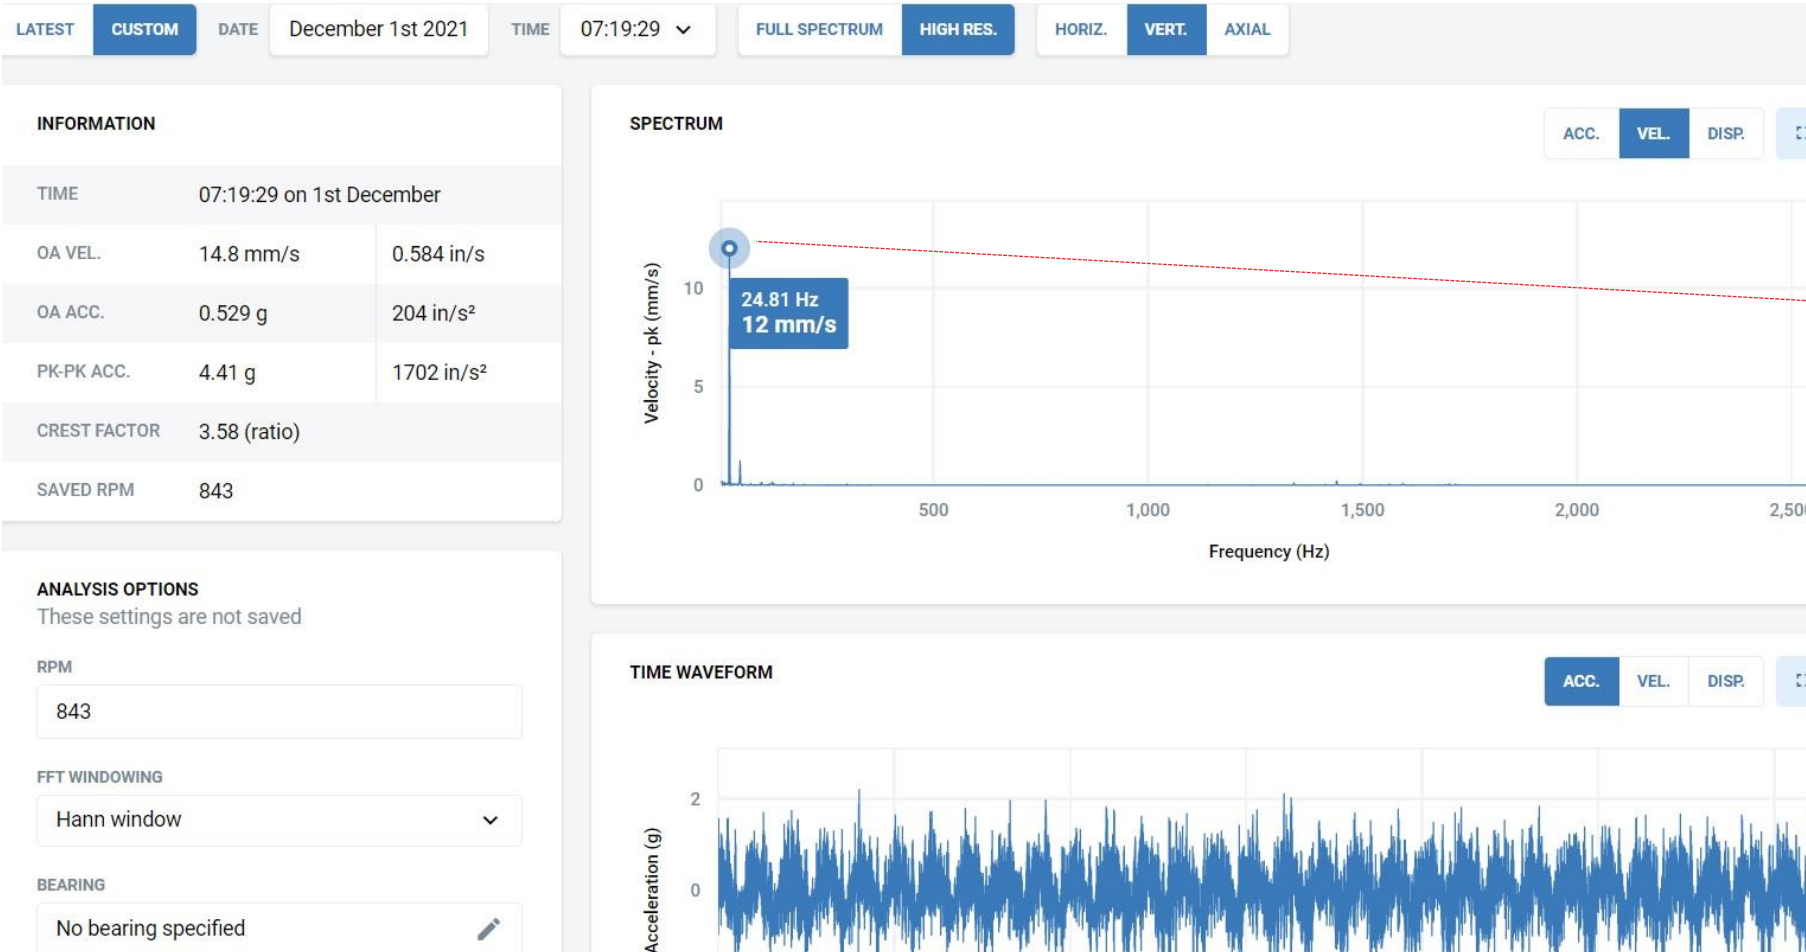 LATEST CUSTOM DATE December 1st 2021 TIME 07:19:29 FULL SPECTRUM HIGH RES. HORIZ. VERT. AXIAL
INFORMATION
TIME 07:19:29 on 1st December
OA VEL. 14.8 mm/s 0.584 in/s
OA ACC. 0.529 g 204 in/s²
PK-PK ACC. 4.41 g 1702 in/s²
CREST FACTOR 3.58 (ratio)
SAVED RPM 843
ANALYSIS OPTIONS
These settings are not saved
RPM
843
FFT WINDOWING
Hann window
BEARING
No bearing specified
SPECTRUM
ACC. VEL. DISP.
Velocity - pk (mm/s)
10
5
0
24.81 Hz
12 mm/s
500 1,000 1,500 2,000 2,50
Frequency (Hz)
TIME WAVEFORM
ACC. VEL. DISP.
Acceleration (g)
2
0